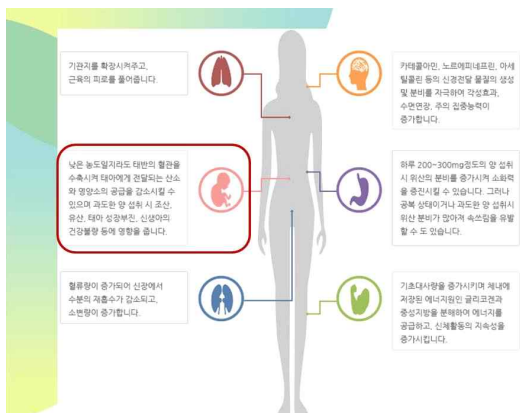 기관지를 확장시켜주고,
근육의 피로를 풀어줍니다.
카테콜아민, 노르에피네프린, 아세
틸콜린 등의 신경전달 물질의 생성
및 분비를 자극하여 각성효과,
수면연장, 주의 집중능력이
증가합니다.
낮은 농도일지라도 태반의 혈관을
수축시켜 태아에게 전달되는 산소
와 영양소의 공급을 감소시킬 수
있으며 과도한 양 섭취 시 조산,
유산, 태아 성장부진, 신생아의
건강불량 등에 영향을 줍니다.
하루 200~300mg정도의 양 섭취
시 위산의 분비를 증가시켜 소화력
을 증진시킬 수 있습니다. 그러나
공복 상태이거나 과도한 양 섭취시
위산 분비가 많아져 속쓰림을 유발
할 수 도 있습니다.
혈류량이 증가되어 신장에서
수분의 재흡수가 감소되고,
소변량이 증가합니다.
기초대사량을 증가시키며 체내에
저장된 에너지원인 글리코겐과
중성지방을 분해하여 에너지를
공급하고, 신체활동의 지속성을
증가시킵니다.